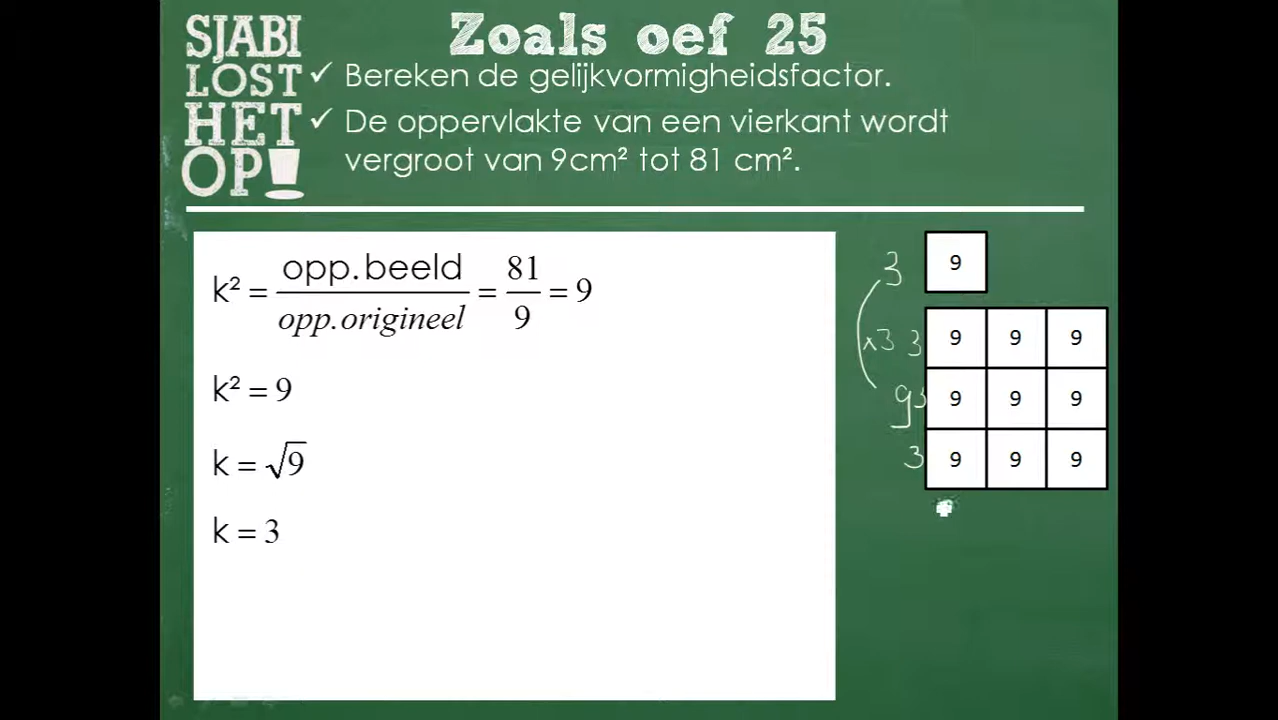 SJABI
LOST
HET
OP
Zoals oef 25
✓ Bereken de gelijkvormigheidsfactor.
✓ De oppervlakte van een vierkant wordt
vergroot van 9cm² tot 81 cm².
k² = opp.beeld / opp.origineel = 81 / 9 = 9
k² = 9
k = √9
k = 3
3 9
x3 3 9 9 9
9 3 9 9 9
3 9 9 9